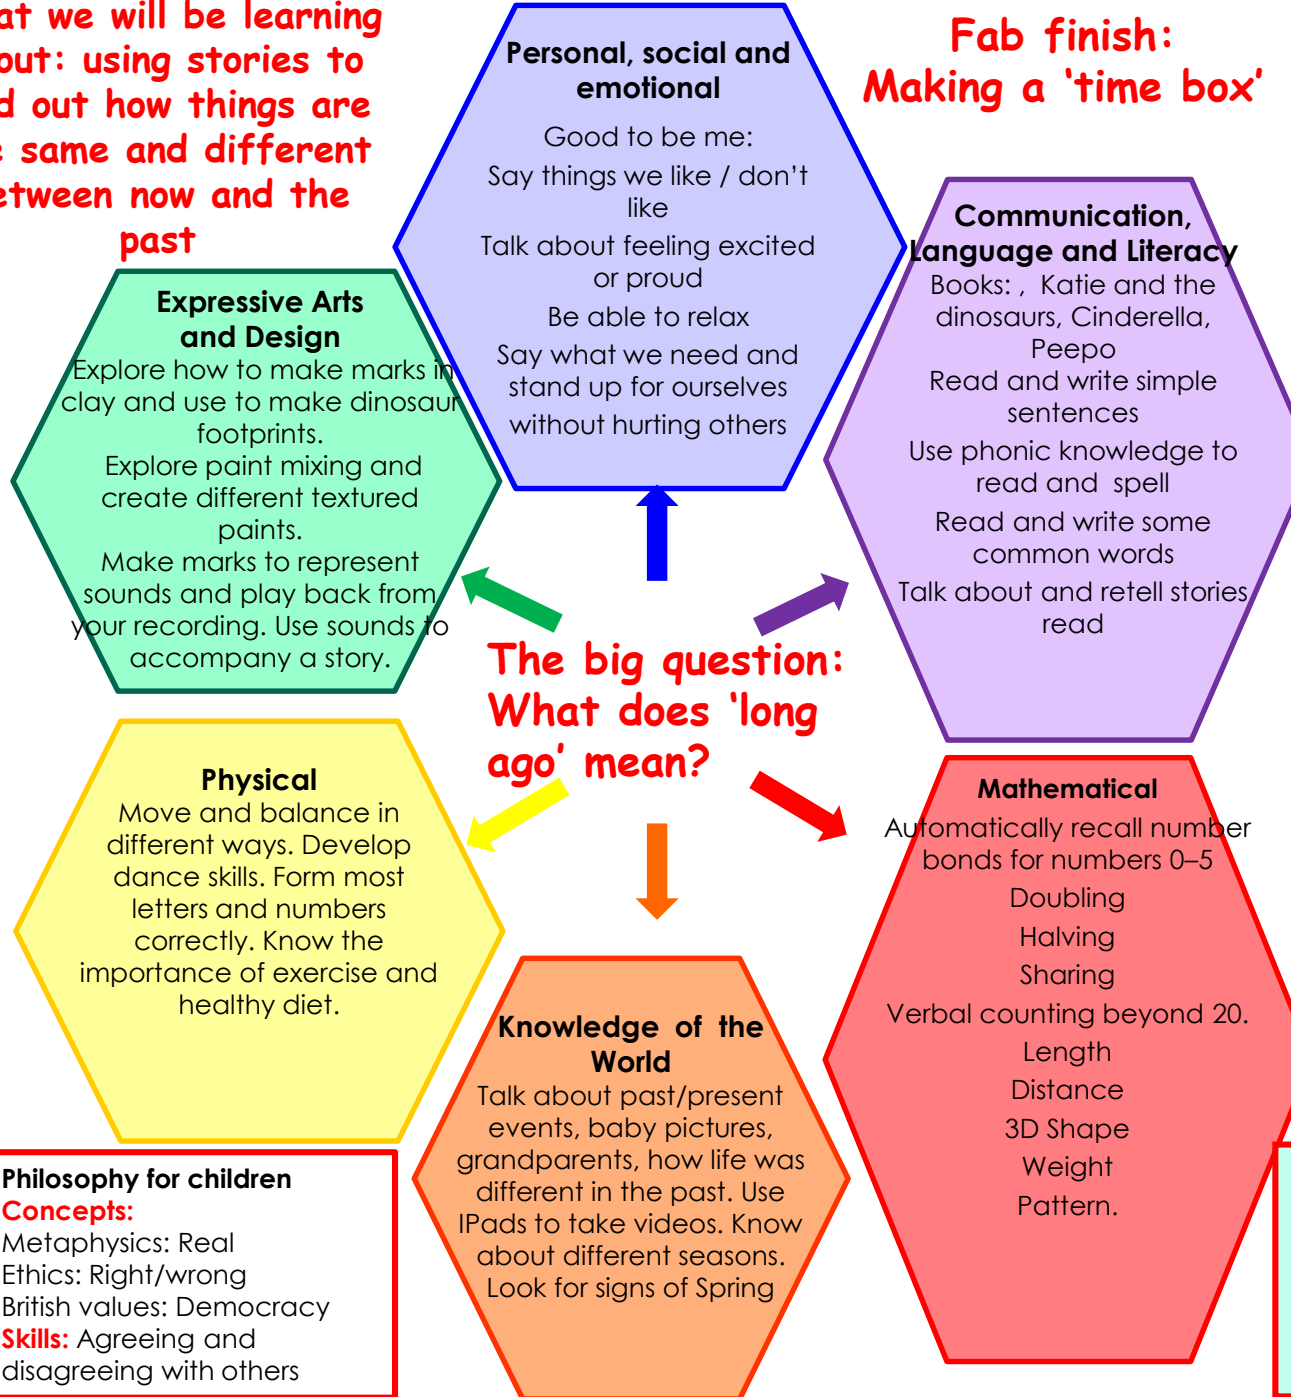 at we will be learning
out: using stories to
d out how things are
e same and different
etween now and the
past
Fab finish:
Making a ‘time box’
Personal, social and
emotional
Good to be me:
Say things we like / don’t
like
Talk about feeling excited
or proud
Be able to relax
Say what we need and
stand up for ourselves
without hurting others
Communication,
Language and Literacy
Books: , Katie and the
dinosaurs, Cinderella,
Peepo
Read and write simple
sentences
Use phonic knowledge to
read and spell
Read and write some
common words
Talk about and retell stories
read
Expressive Arts
and Design
Explore how to make marks in
clay and use to make dinosaur
footprints.
Explore paint mixing and
create different textured
paints.
Make marks to represent
sounds and play back from
your recording. Use sounds to
accompany a story.
The big question:
What does ‘long
ago’ mean?
Physical
Move and balance in
different ways. Develop
dance skills. Form most
letters and numbers
correctly. Know the
importance of exercise and
healthy diet.
Mathematical
Automatically recall number
bonds for numbers 0–5
Doubling
Halving
Sharing
Verbal counting beyond 20.
Length
Distance
3D Shape
Weight
Pattern.
Knowledge of the
World
Talk about past/present
events, baby pictures,
grandparents, how life was
different in the past. Use
IPads to take videos. Know
about different seasons.
Look for signs of Spring
Philosophy for children
Concepts:
Metaphysics: Real
Ethics: Right/wrong
British values: Democracy
Skills: Agreeing and
disagreeing with others